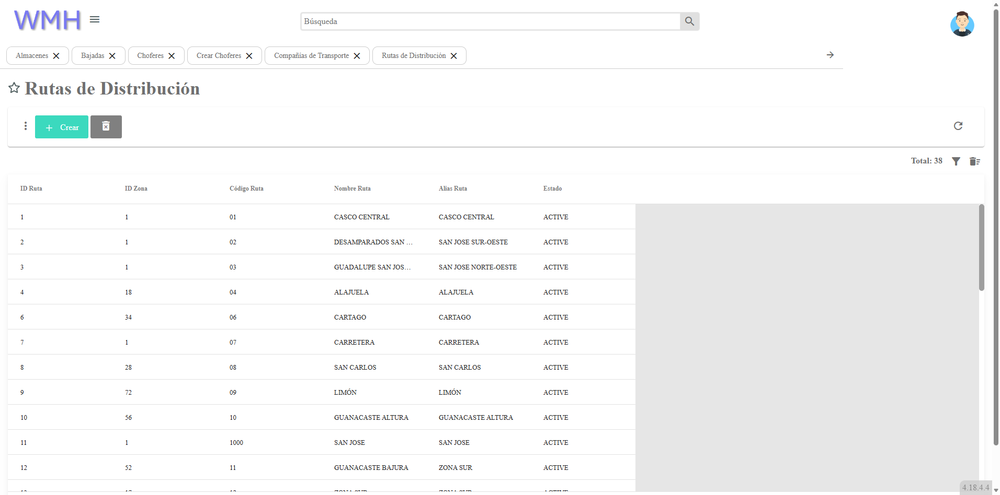 WMH
Búsqueda
Almacenes Bajadas Choferes Crear Choferes Compañías de Transporte Rutas de Distribución
Rutas de Distribución
+ Crear
Total: 38
ID Ruta ID Zona Código Ruta Nombre Ruta Alias Ruta Estado
1 1 01 CASCO CENTRAL CASCO CENTRAL ACTIVE
2 1 02 DESAMPARADOS SAN … SAN JOSE SUR-OESTE ACTIVE
3 1 03 GUADALUPE SAN JOS… SAN JOSE NORTE-OESTE ACTIVE
4 18 04 ALAJUELA ALAJUELA ACTIVE
6 34 06 CARTAGO CARTAGO ACTIVE
7 1 07 CARRETERA CARRETERA ACTIVE
8 28 08 SAN CARLOS SAN CARLOS ACTIVE
9 72 09 LIMÓN LIMÓN ACTIVE
10 56 10 GUANACASTE ALTURA GUANACASTE ALTURA ACTIVE
11 1 1000 SAN JOSE SAN JOSE ACTIVE
12 52 11 GUANACASTE BAJURA ZONA SUR ACTIVE
ZONA SUR ZONA SUR ACTIVE
4.18.4.4